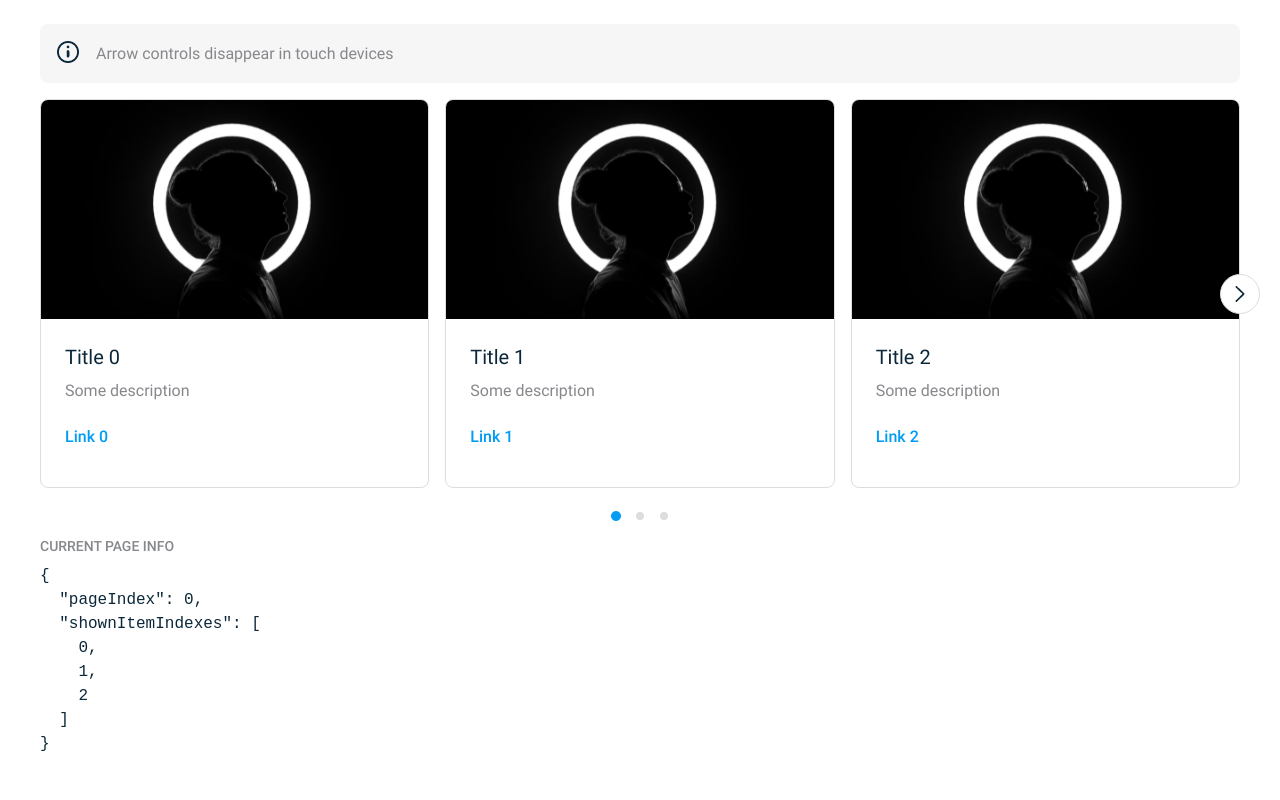 Arrow controls disappear in touch devices
Title 0
Some description
Link 0
Title 1
Some description
Link 1
Title 2
Some description
Link 2
CURRENT PAGE INFO
{
  "pageIndex": 0,
  "shownItemIndexes": [
    0,
    1,
    2
  ]
}